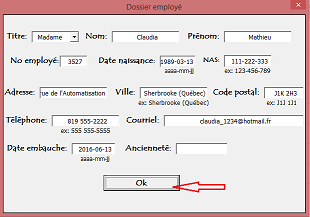 Dossier employé
Titre: Madame Nom: Claudia Prénom: Mathieu
No employé: 3527 Date naissance: 1989-03-13 NAS: 111-222-333
aaaa-mm-jj ex: 123-456-789
Adresse: rue de l'Automatisation Ville: Sherbrooke (Québec) Code postal: J1K 2H3
ex: Sherbrooke (Québec) ex: J1J 1J1
Téléphone: 819 555-2222 Courriel: claudia_1234@hotmail.fr
ex: 555 555-5555
Date embauche: 2016-06-13 Ancienneté:
aaaa-mm-jj
Ok